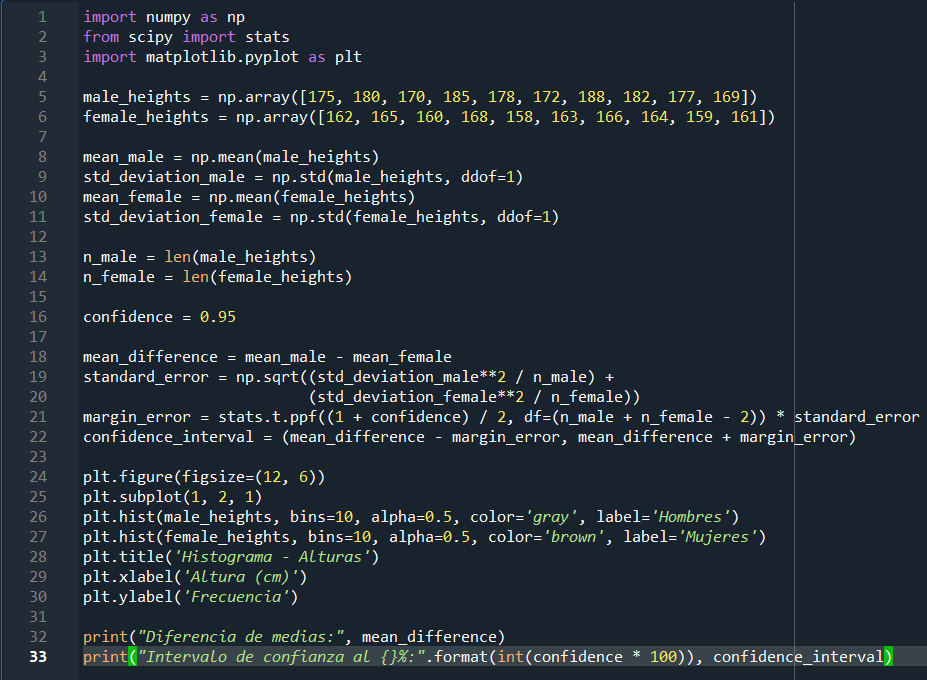 1 import numpy as np
2 from scipy import stats
3 import matplotlib.pyplot as plt
4
5 male_heights = np.array([175, 180, 170, 185, 178, 172, 188, 182, 177, 169])
6 female_heights = np.array([162, 165, 160, 168, 158, 163, 166, 164, 159, 161])
7
8 mean_male = np.mean(male_heights)
9 std_deviation_male = np.std(male_heights, ddof=1)
10 mean_female = np.mean(female_heights)
11 std_deviation_female = np.std(female_heights, ddof=1)
12
13 n_male = len(male_heights)
14 n_female = len(female_heights)
15
16 confidence = 0.95
17
18 mean_difference = mean_male - mean_female
19 standard_error = np.sqrt((std_deviation_male**2 / n_male) +
20                          (std_deviation_female**2 / n_female))
21 margin_error = stats.t.ppf((1 + confidence) / 2, df=(n_male + n_female - 2)) * standard_error
22 confidence_interval = (mean_difference - margin_error, mean_difference + margin_error)
23
24 plt.figure(figsize=(12, 6))
25 plt.subplot(1, 2, 1)
26 plt.hist(male_heights, bins=10, alpha=0.5, color='gray', label='Hombres')
27 plt.hist(female_heights, bins=10, alpha=0.5, color='brown', label='Mujeres')
28 plt.title('Histograma - Alturas')
29 plt.xlabel('Altura (cm)')
30 plt.ylabel('Frecuencia')
31
32 print("Diferencia de medias:", mean_difference)
33 print("Intervalo de confianza al {}%:".format(int(confidence * 100)), confidence_interval)